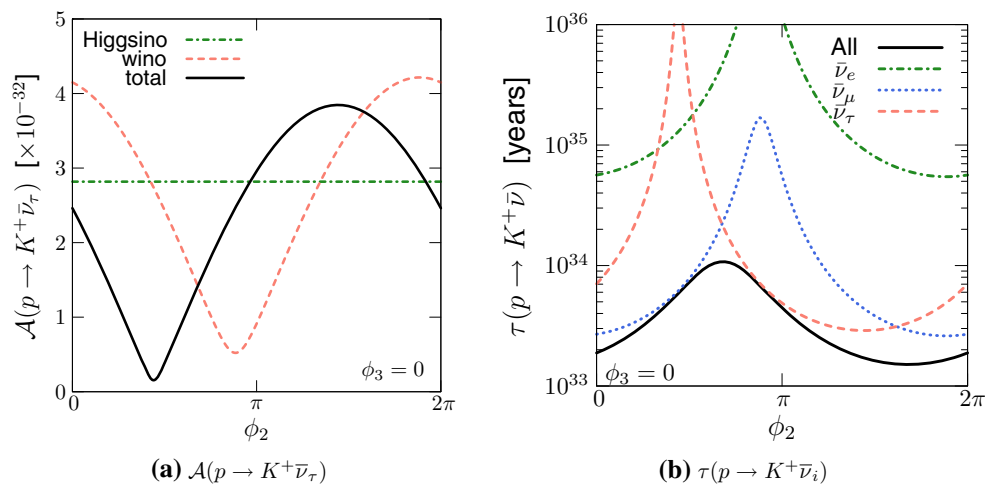 5
4
3
2
1
0
Higgsino
wino
total
𝒜(p → K⁺ν̄_τ) [×10⁻³²]
ϕ₃ = 0
0
π
2π
ϕ₂
(a) 𝒜(p → K⁺ν̄_τ)
10³⁶
10³⁵
10³⁴
10³³
All
ν̄_e
ν̄_μ
ν̄_τ
τ(p → K⁺ν̄) [years]
ϕ₃ = 0
0
π
2π
ϕ₂
(b) τ(p → K⁺ν̄_i)